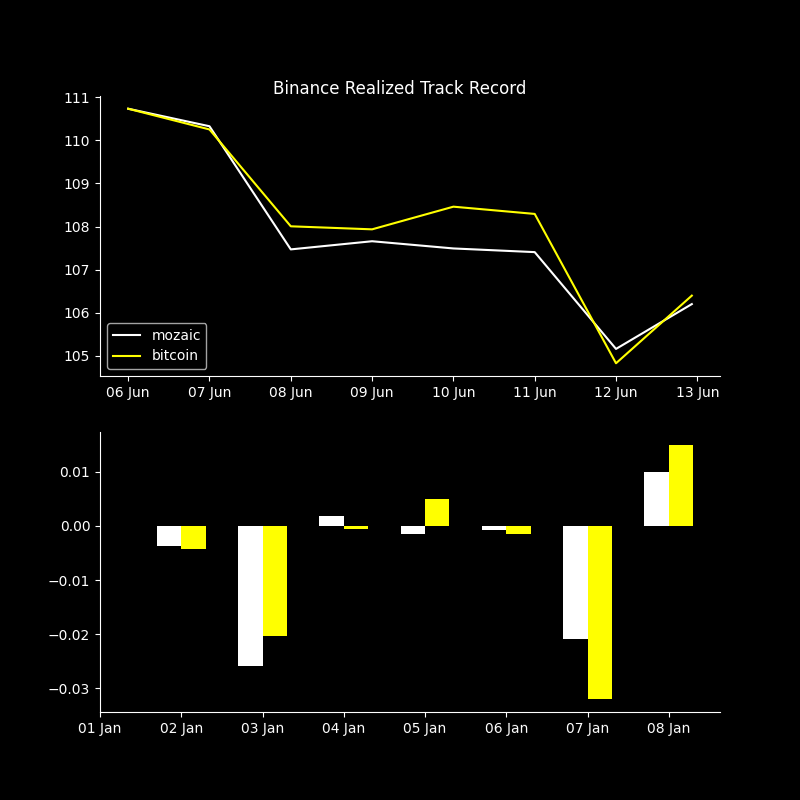 Binance Realized Track Record
111
110
109
108
107
106
105
mozaic
bitcoin
06 Jun 07 Jun 08 Jun 09 Jun 10 Jun 11 Jun 12 Jun 13 Jun
0.01
0.00
−0.01
−0.02
−0.03
01 Jan 02 Jan 03 Jan 04 Jan 05 Jan 06 Jan 07 Jan 08 Jan